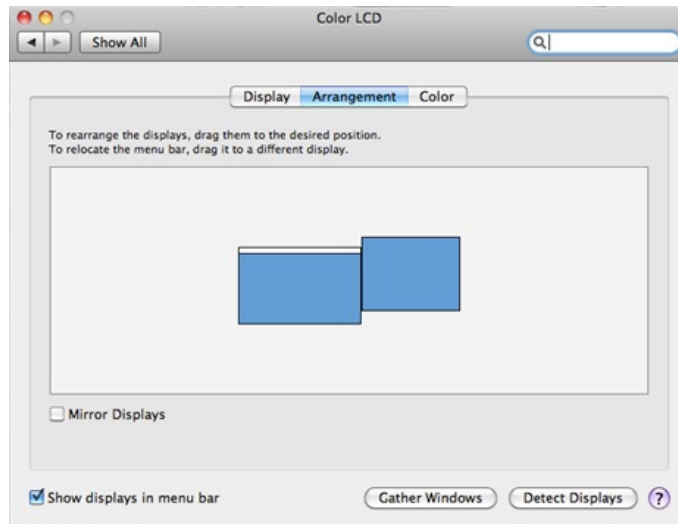 Color LCD
Show All
Display Arrangement Color
To rearrange the displays, drag them to the desired position.
To relocate the menu bar, drag it to a different display.
Mirror Displays
Show displays in menu bar Gather Windows Detect Displays ?